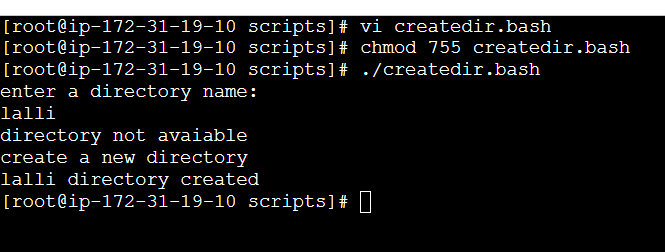 [root@ip-172-31-19-10 scripts]# vi createdir.bash
[root@ip-172-31-19-10 scripts]# chmod 755 createdir.bash
[root@ip-172-31-19-10 scripts]# ./createdir.bash
enter a directory name:
lalli
directory not avaiable
create a new directory
lalli directory created
[root@ip-172-31-19-10 scripts]#